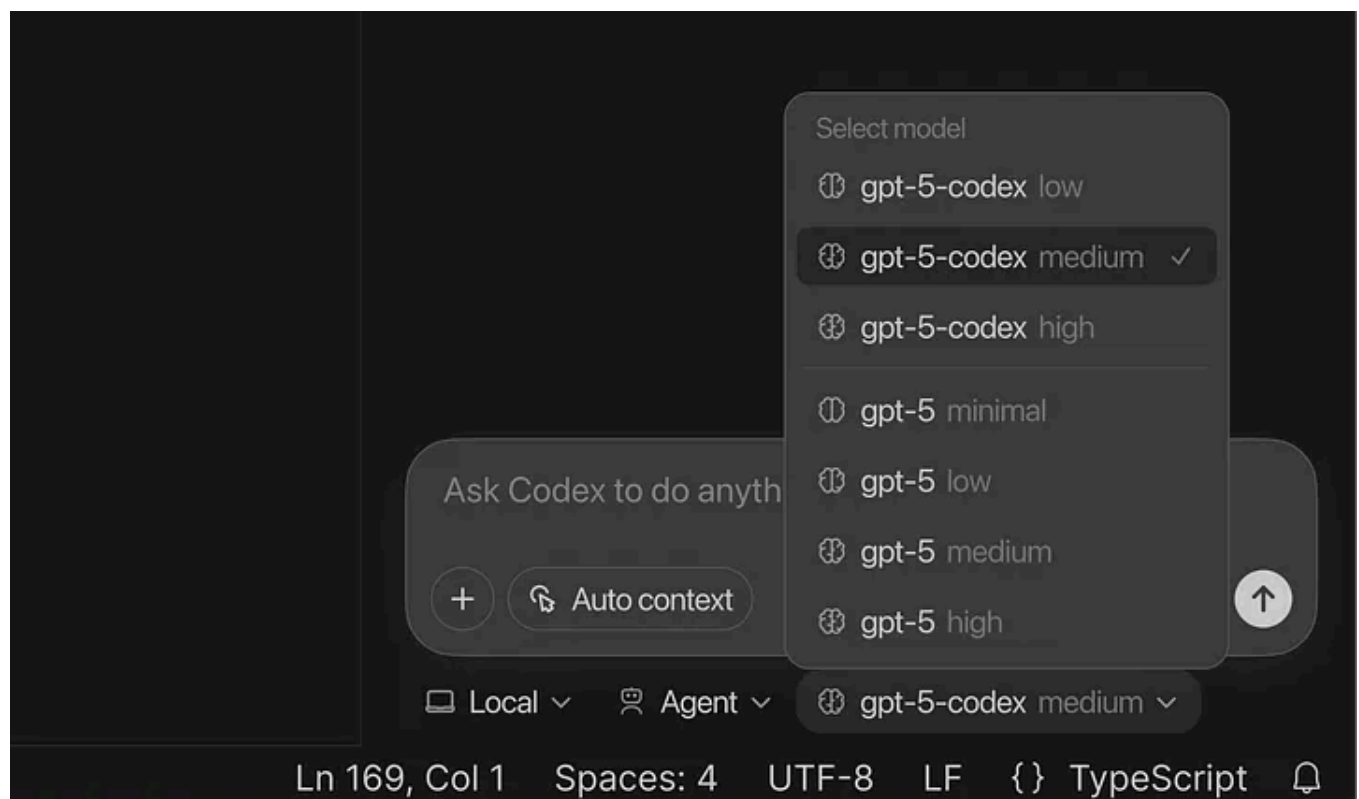 Select model
gpt-5-codex low
gpt-5-codex medium
gpt-5-codex high
gpt-5 minimal
gpt-5 low
gpt-5 medium
gpt-5 high
Ask Codex to do anyth
Auto context
Local Agent gpt-5-codex medium
Ln 169, Col 1 Spaces: 4 UTF-8 LF {} TypeScript